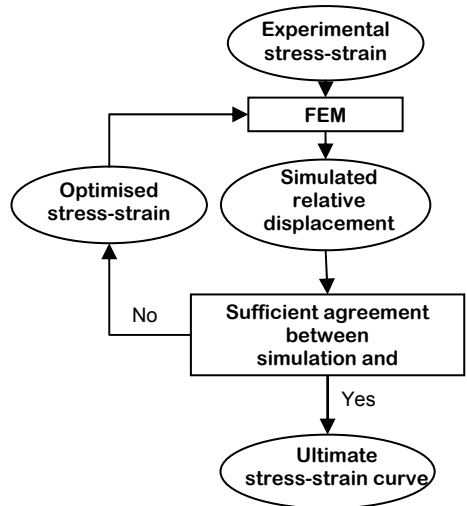 Experimental
stress-strain
FEM
Simulated
relative
displacement
Optimised
stress-strain
Sufficient agreement
between
simulation and
No
Yes
Ultimate
stress-strain curve